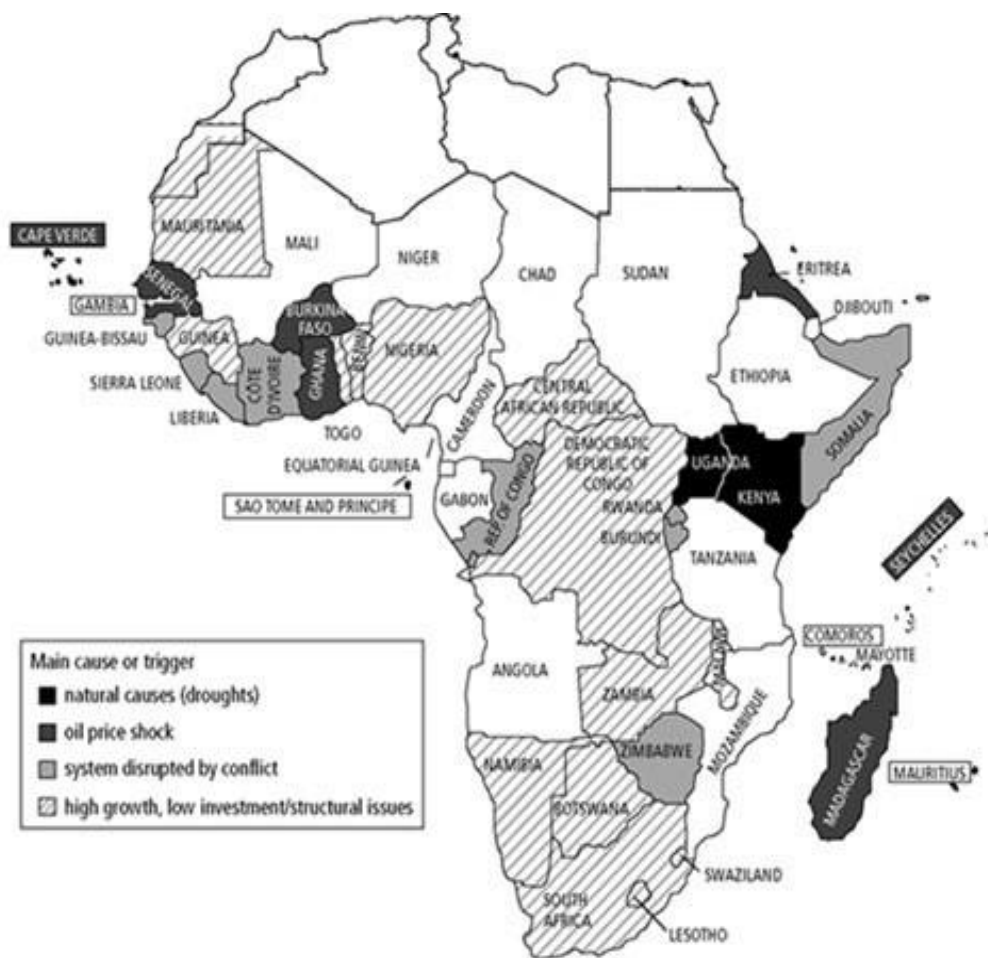 MAURITANIA
CAPE VERDE
MALI
NIGER
CHAD
SUDAN
ERITREA
SENEGAL
GAMBIA
DJIBOUTI
BURKINA
FASO
GUINEA-BISSAU
GUINEA
BENIN
NIGERIA
GHANA
CÔTE
D'IVOIRE
ETHIOPIA
SIERRA LEONE
CENTRAL
AFRICAN REPUBLIC
CAMEROON
LIBERIA
SOMALIA
TOGO
DEMOCRATIC
REPUBLIC OF
CONGO
EQUATORIAL GUINEA
UGANDA
GABON
REP OF CONGO
KENYA
SAO TOME AND PRINCIPE
RWANDA
BURUNDI
TANZANIA
SEYCHELLES
COMOROS
MAYOTTE
Main cause or trigger
natural causes (droughts)
oil price shock
system disrupted by conflict
high growth, low investment/structural issues
ANGOLA
MALAWI
ZAMBIA
MOZAMBIQUE
ZIMBABWE
NAMIBIA
MADAGASCAR
MAURITIUS
BOTSWANA
SWAZILAND
SOUTH
AFRICA
LESOTHO